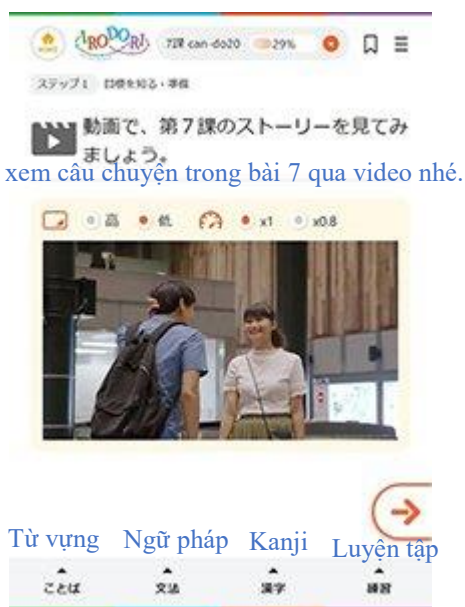 HOME IRODORI 7課 can-do20 29%
ステップ1 目標を知る・準備
動画で、第7課のストーリーを見てみ
ましょう。
xem câu chuyện trong bài 7 qua video nhé.
高 低 x1 x0.8
Từ vựng Ngữ pháp Kanji Luyện tập
ことば 文法 漢字 練習